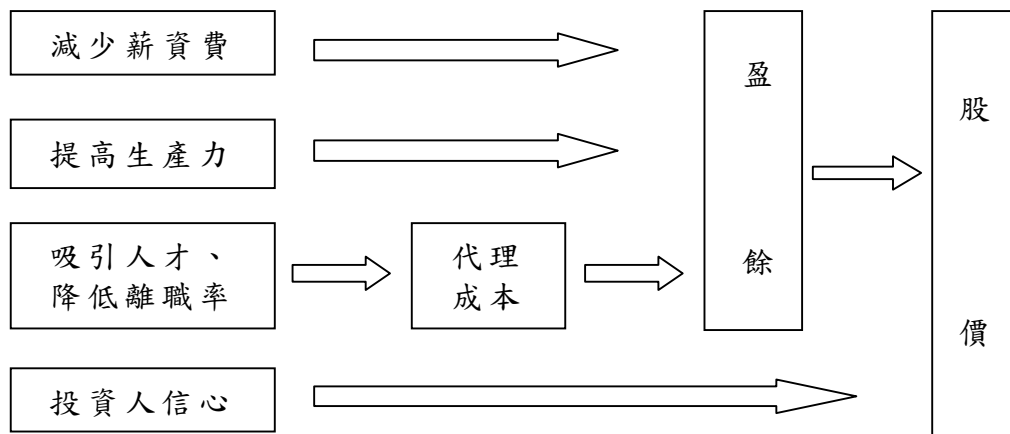 減少薪資費
提高生產力
吸引人才、
降低離職率
代理
成本
投資人信心
盈餘
股價